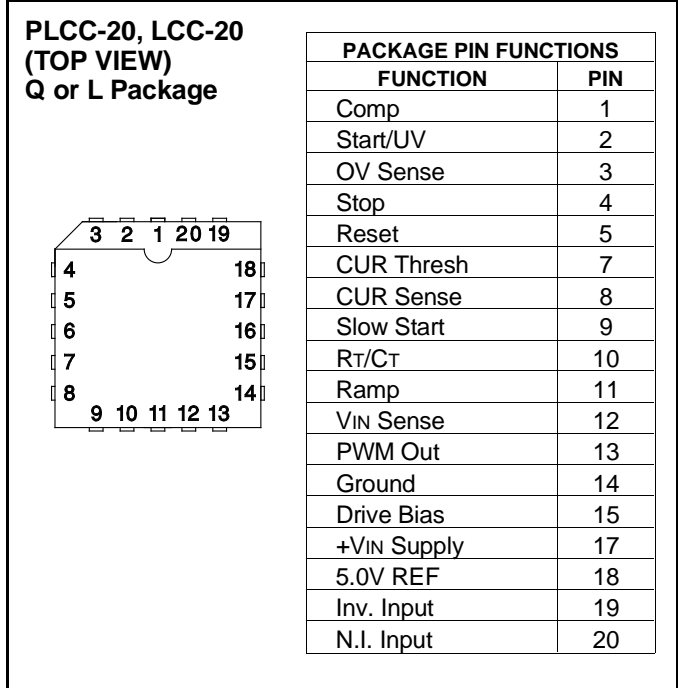 PLCC-20, LCC-20
(TOP VIEW)
Q or L Package
3 2 1 20 19
4 18
5 17
6 16
7 15
8 14
9 10 11 12 13
PACKAGE PIN FUNCTIONS
FUNCTION PIN
Comp 1
Start/UV 2
OV Sense 3
Stop 4
Reset 5
CUR Thresh 7
CUR Sense 8
Slow Start 9
RT/CT 10
Ramp 11
VIN Sense 12
PWM Out 13
Ground 14
Drive Bias 15
+VIN Supply 17
5.0V REF 18
Inv. Input 19
N.I. Input 20